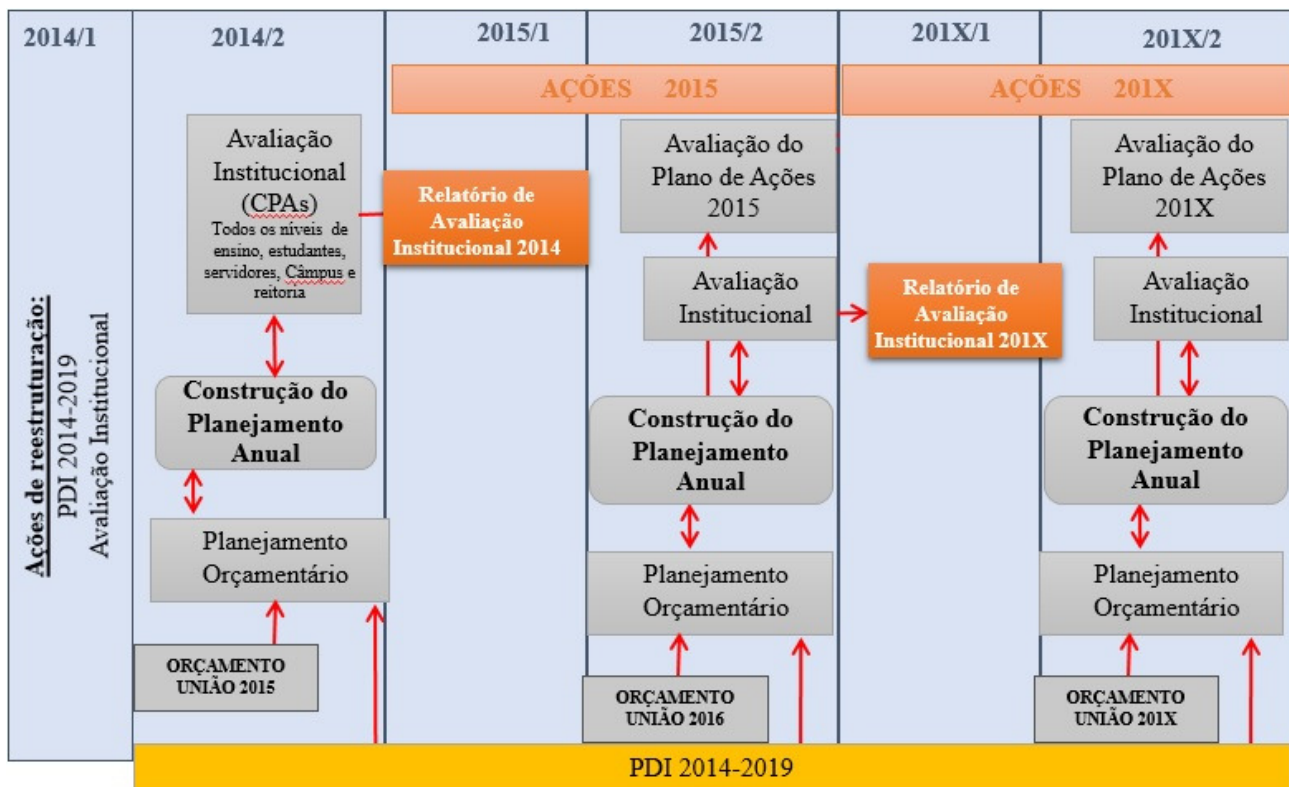 2014/1
2014/2
2015/1
2015/2
201X/1
201X/2
AÇÕES 2015
AÇÕES 201X
Ações de reestruturação:
PDI 2014-2019
Avaliação Institucional
Avaliação
Institucional
(CPAs)
Todos os níveis de
ensino, estudantes,
servidores, Câmpus e
reitoria
Relatório de
Avaliação
Institucional 2014
Construção do
Planejamento
Anual
Planejamento
Orçamentário
ORÇAMENTO
UNIÃO 2015
Avaliação do
Plano de Ações
2015
Avaliação
Institucional
Relatório de
Avaliação
Institucional 201X
Construção do
Planejamento
Anual
Planejamento
Orçamentário
ORÇAMENTO
UNIÃO 2016
Avaliação do
Plano de Ações
201X
Avaliação
Institucional
Construção do
Planejamento
Anual
Planejamento
Orçamentário
ORÇAMENTO
UNIÃO 201X
PDI 2014-2019